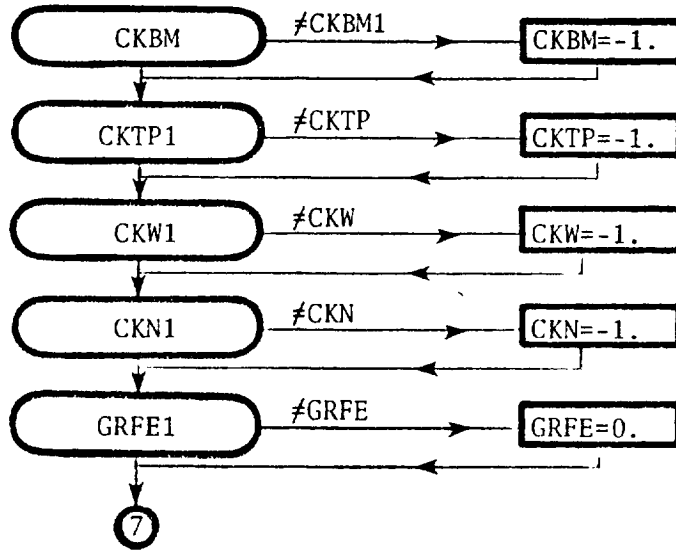 CKBM
≠CKBM1
CKBM=-1.
CKTP1
≠CKTP
CKTP=-1.
CKW1
≠CKW
CKW=-1.
CKN1
≠CKN
CKN=-1.
GRFE1
≠GRFE
GRFE=0.
7